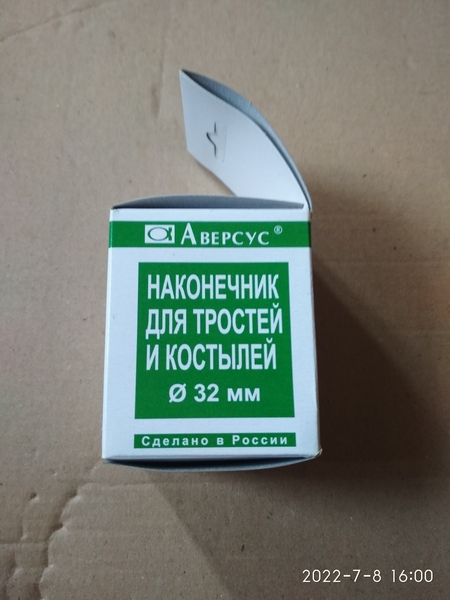 Аверсус®
НАКОНЕЧНИК
ДЛЯ ТРОСТЕЙ
И КОСТЫЛЕЙ
Ø 32 мм
Сделано в России
2022-7-8 16:00